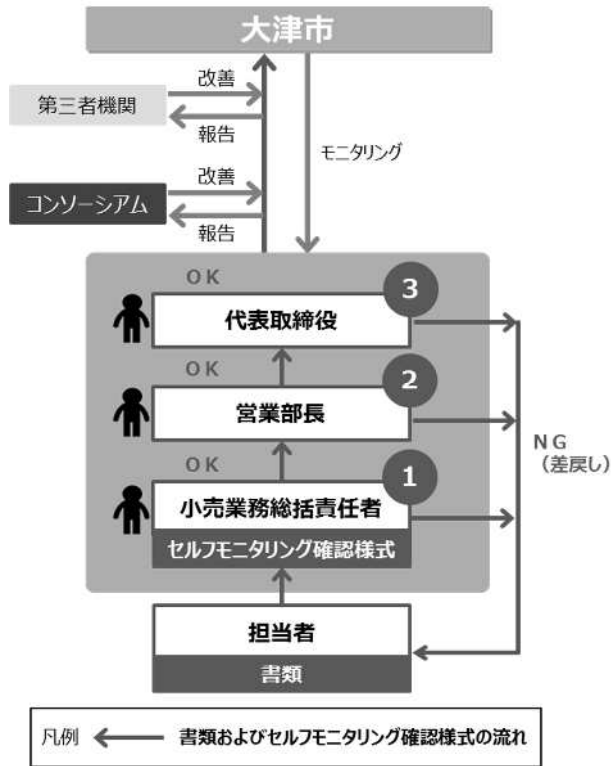 大津市
改善
第三者機関
報告
モニタリング
改善
コンソーシアム
報告
OK
3
代表取締役
OK
2
営業部長
NG
(差戻し)
OK
1
小売業務総括責任者
セルフモニタリング確認様式
担当者
書類
凡例 書類およびセルフモニタリング確認様式の流れ